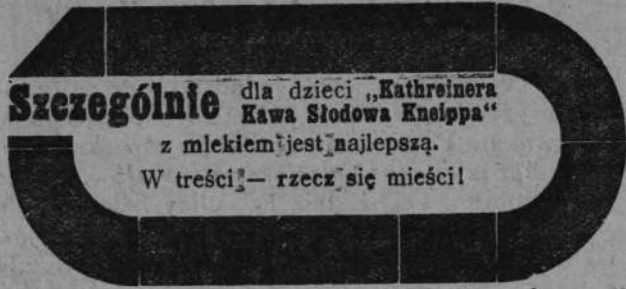 Szczególnie dla dzieci „Kathreinera
Kawa Słodowa Kneippa“
z mlekiem jest najlepszą.
W treści — rzecz się mieści!